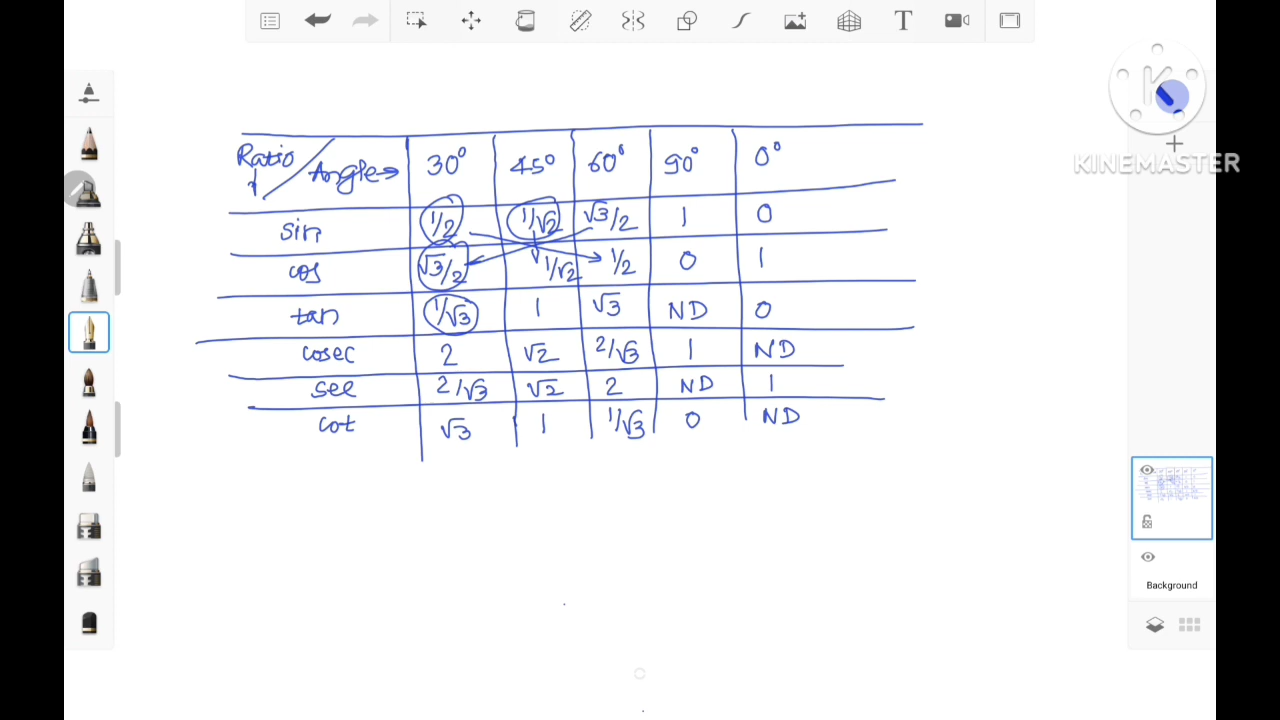 T
KINEMASTER
Ratio ↓ / Angle→ 30° 45° 60° 90° 0°
sin 1/2 1/√2 √3/2 1 0
cos √3/2 1/√2 1/2 0 1
tan 1/√3 1 √3 ND 0
cosec 2 √2 2/√3 1 ND
sec 2/√3 √2 2 ND 1
cot √3 1 1/√3 0 ND
Background